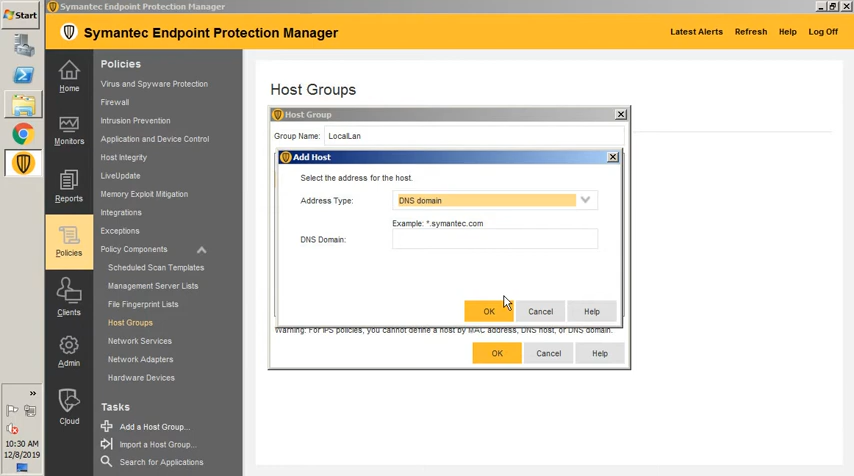 Start
Symantec Endpoint Protection Manager
Symantec Endpoint Protection Manager
Latest Alerts
Refresh
Help
Log Off
Home
Monitors
Reports
Policies
Clients
Admin
Cloud
Policies
Virus and Spyware Protection
Firewall
Intrusion Prevention
Application and Device Control
Host Integrity
LiveUpdate
Memory Exploit Mitigation
Integrations
Exceptions
Policy Components
Scheduled Scan Templates
Management Server Lists
File Fingerprint Lists
Host Groups
Network Services
Network Adapters
Hardware Devices
Tasks
Add a Host Group...
Import a Host Group...
Search for Applications
Host Groups
Host Group
Group Name: LocalLan
Add Host
Select the address for the host.
Address Type: DNS domain
Example: *.symantec.com
DNS Domain:
OK
Cancel
Help
Warning: For IPS policies, you cannot define a host by MAC address, DNS host, or DNS domain.
OK
Cancel
Help
»
10:30 AM
12/8/2019